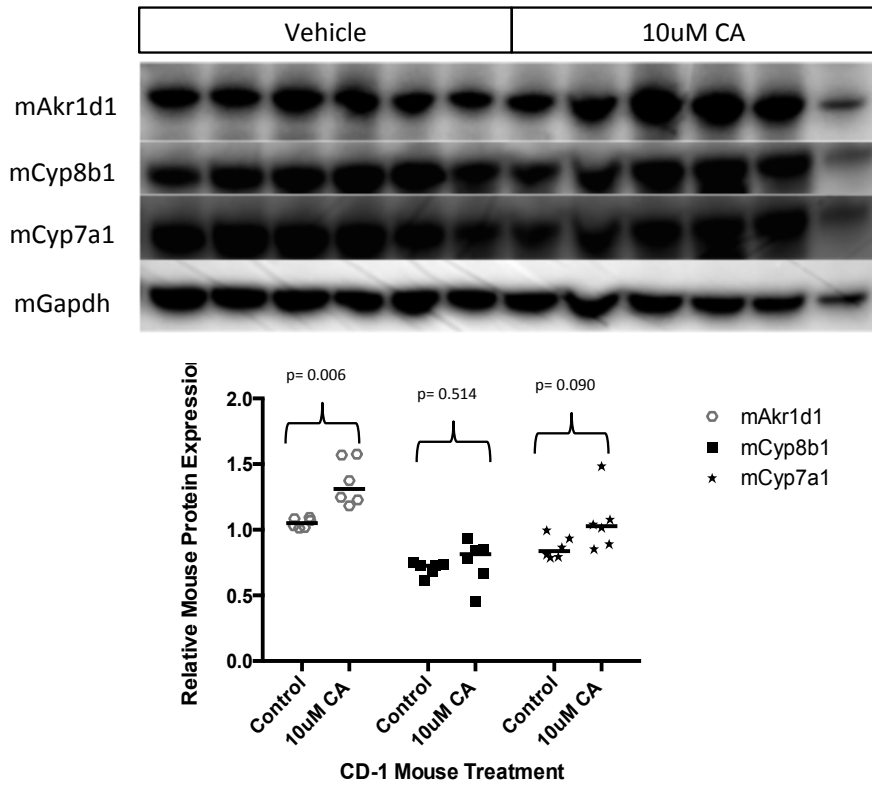 Vehicle 10uM CA
mAkr1d1
mCyp8b1
mCyp7a1
mGapdh
Relative Mouse Protein Expression
2.0
1.5
1.0
0.5
0.0
p= 0.006
p= 0.514
p= 0.090
mAkr1d1
mCyp8b1
mCyp7a1
Control
10uM CA
Control
10uM CA
Control
10uM CA
CD-1 Mouse Treatment